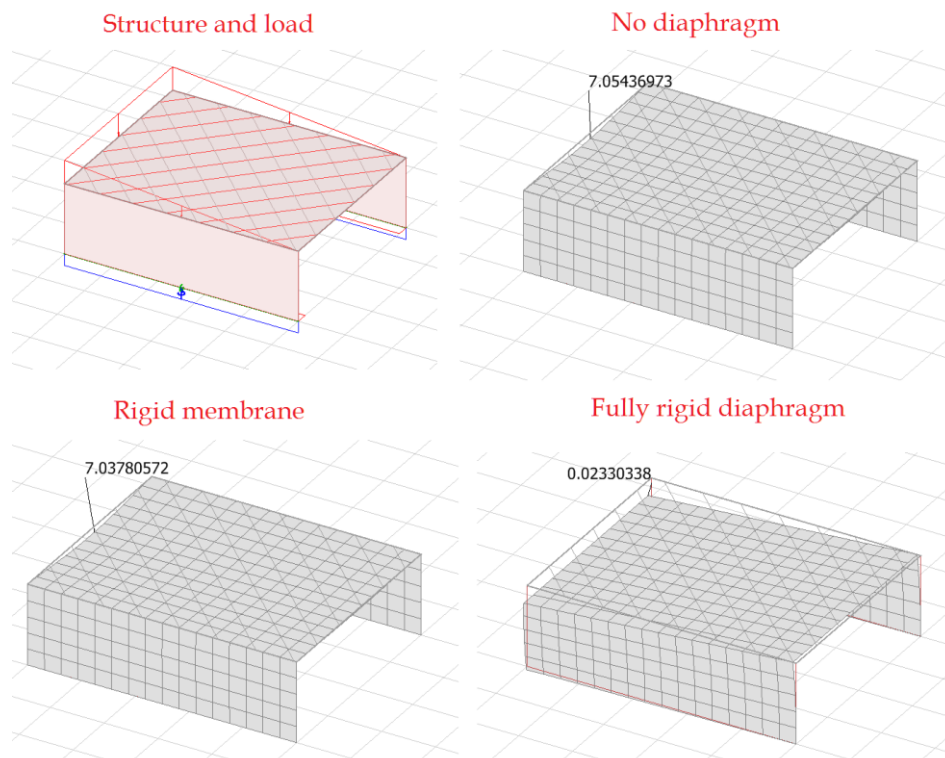 Structure and load
No diaphragm
7.05436973
Rigid membrane
Fully rigid diaphragm
7.03780572
0.02330338